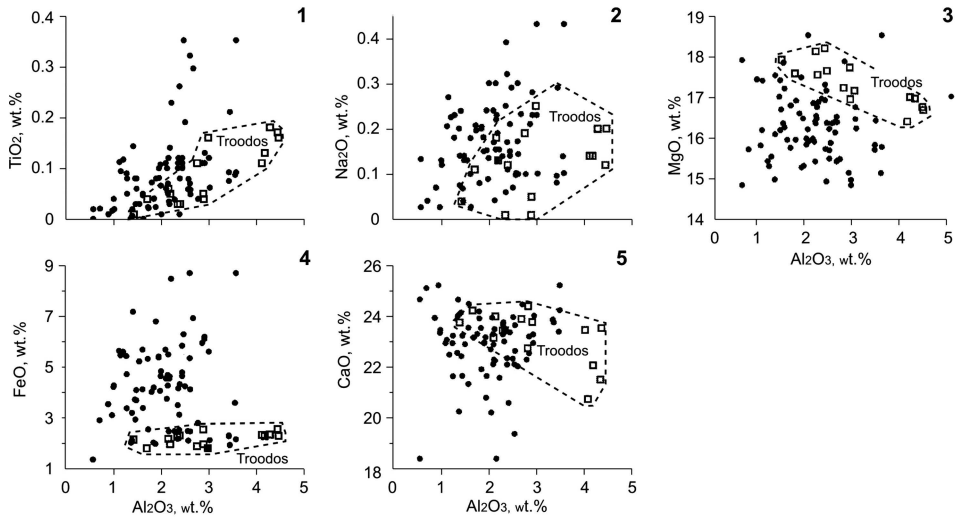 1
0.4
0.3
0.2
0.1
0
TiO2, wt.%
Troodos
2
0.4
0.3
0.2
0.1
0
Na2O, wt.%
Troodos
3
19
18
17
16
15
14
MgO, wt.%
Troodos
0 1 2 3 4 5
Al2O3, wt.%
4
9
7
5
3
1
FeO, wt.%
Troodos
0 1 2 3 4 5
Al2O3, wt.%
5
26
24
22
20
18
CaO, wt.%
Troodos
0 1 2 3 4 5
Al2O3, wt.%